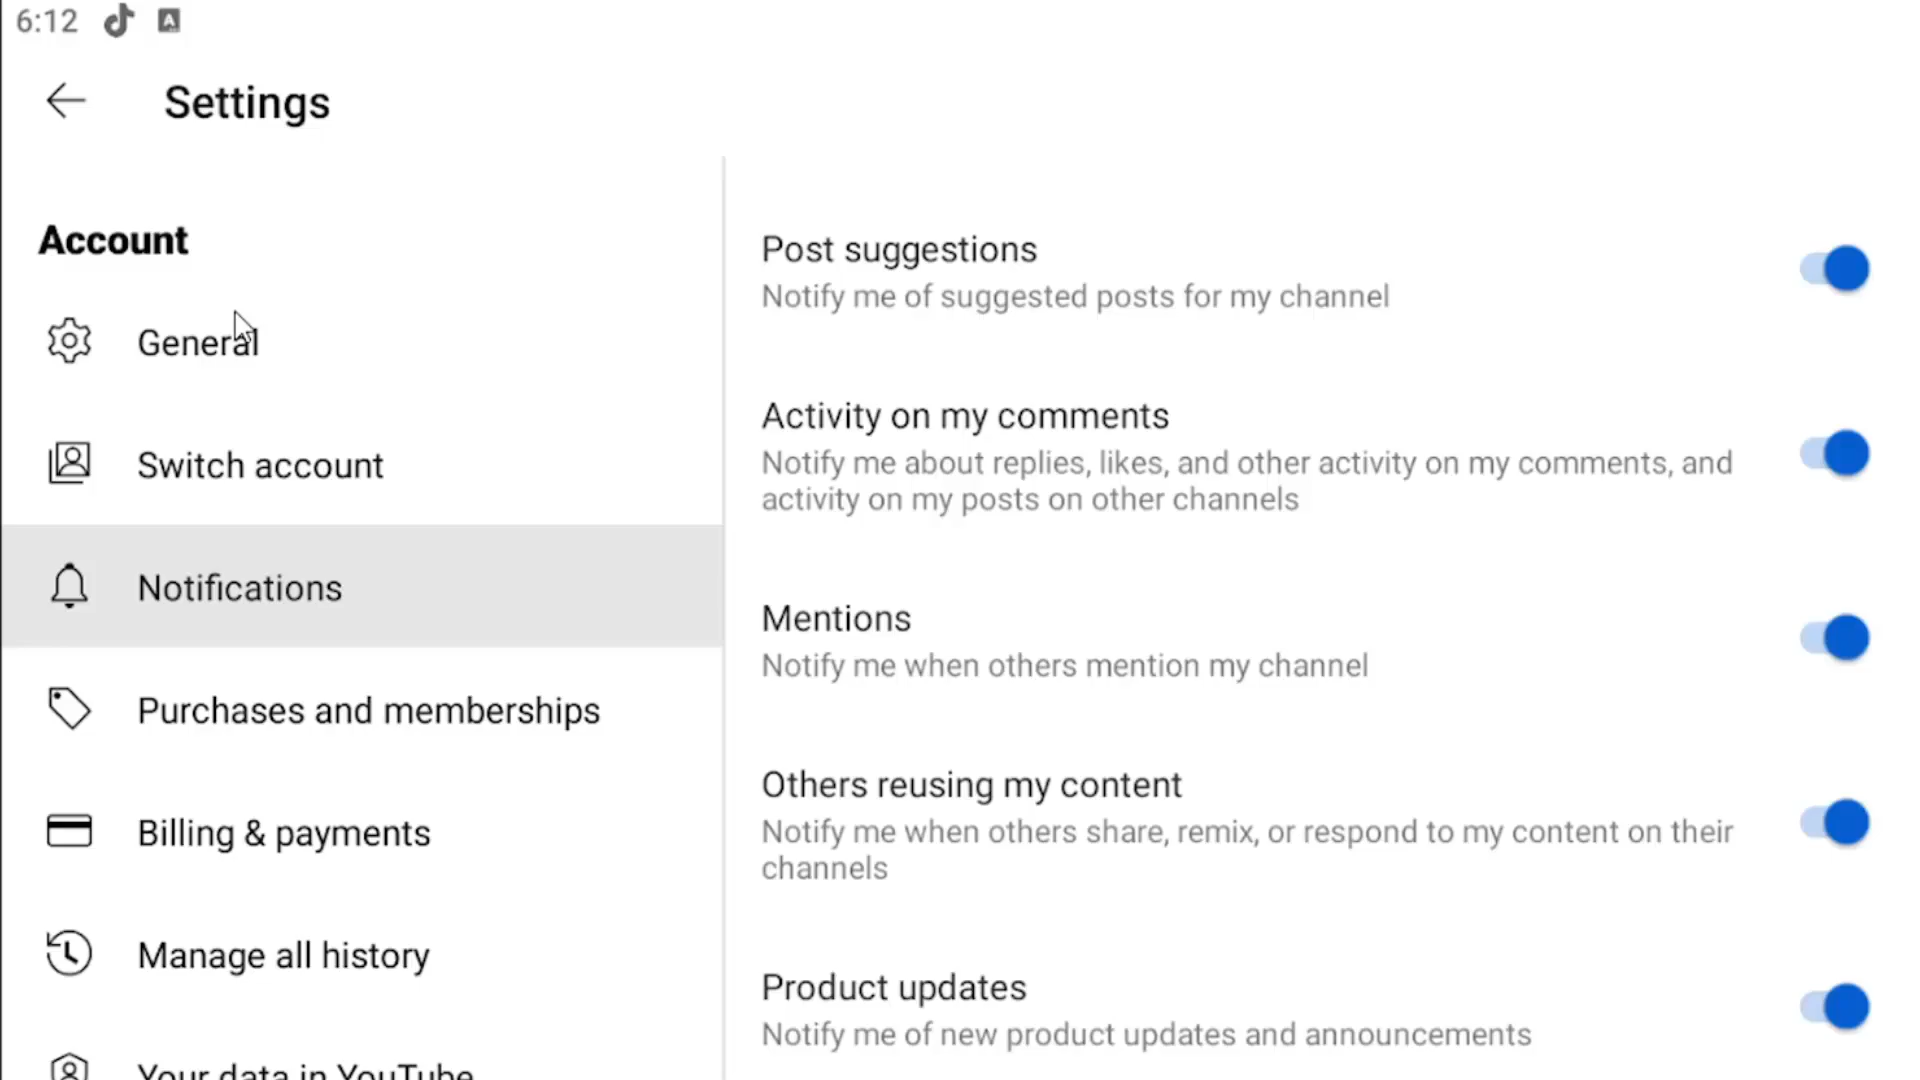 6:12
Settings
Account
General
Switch account
Notifications
Purchases and memberships
Billing & payments
Manage all history
Your data in YouTube
Post suggestions
Notify me of suggested posts for my channel
Activity on my comments
Notify me about replies, likes, and other activity on my comments, and
activity on my posts on other channels
Mentions
Notify me when others mention my channel
Others reusing my content
Notify me when others share, remix, or respond to my content on their
channels
Product updates
Notify me of new product updates and announcements